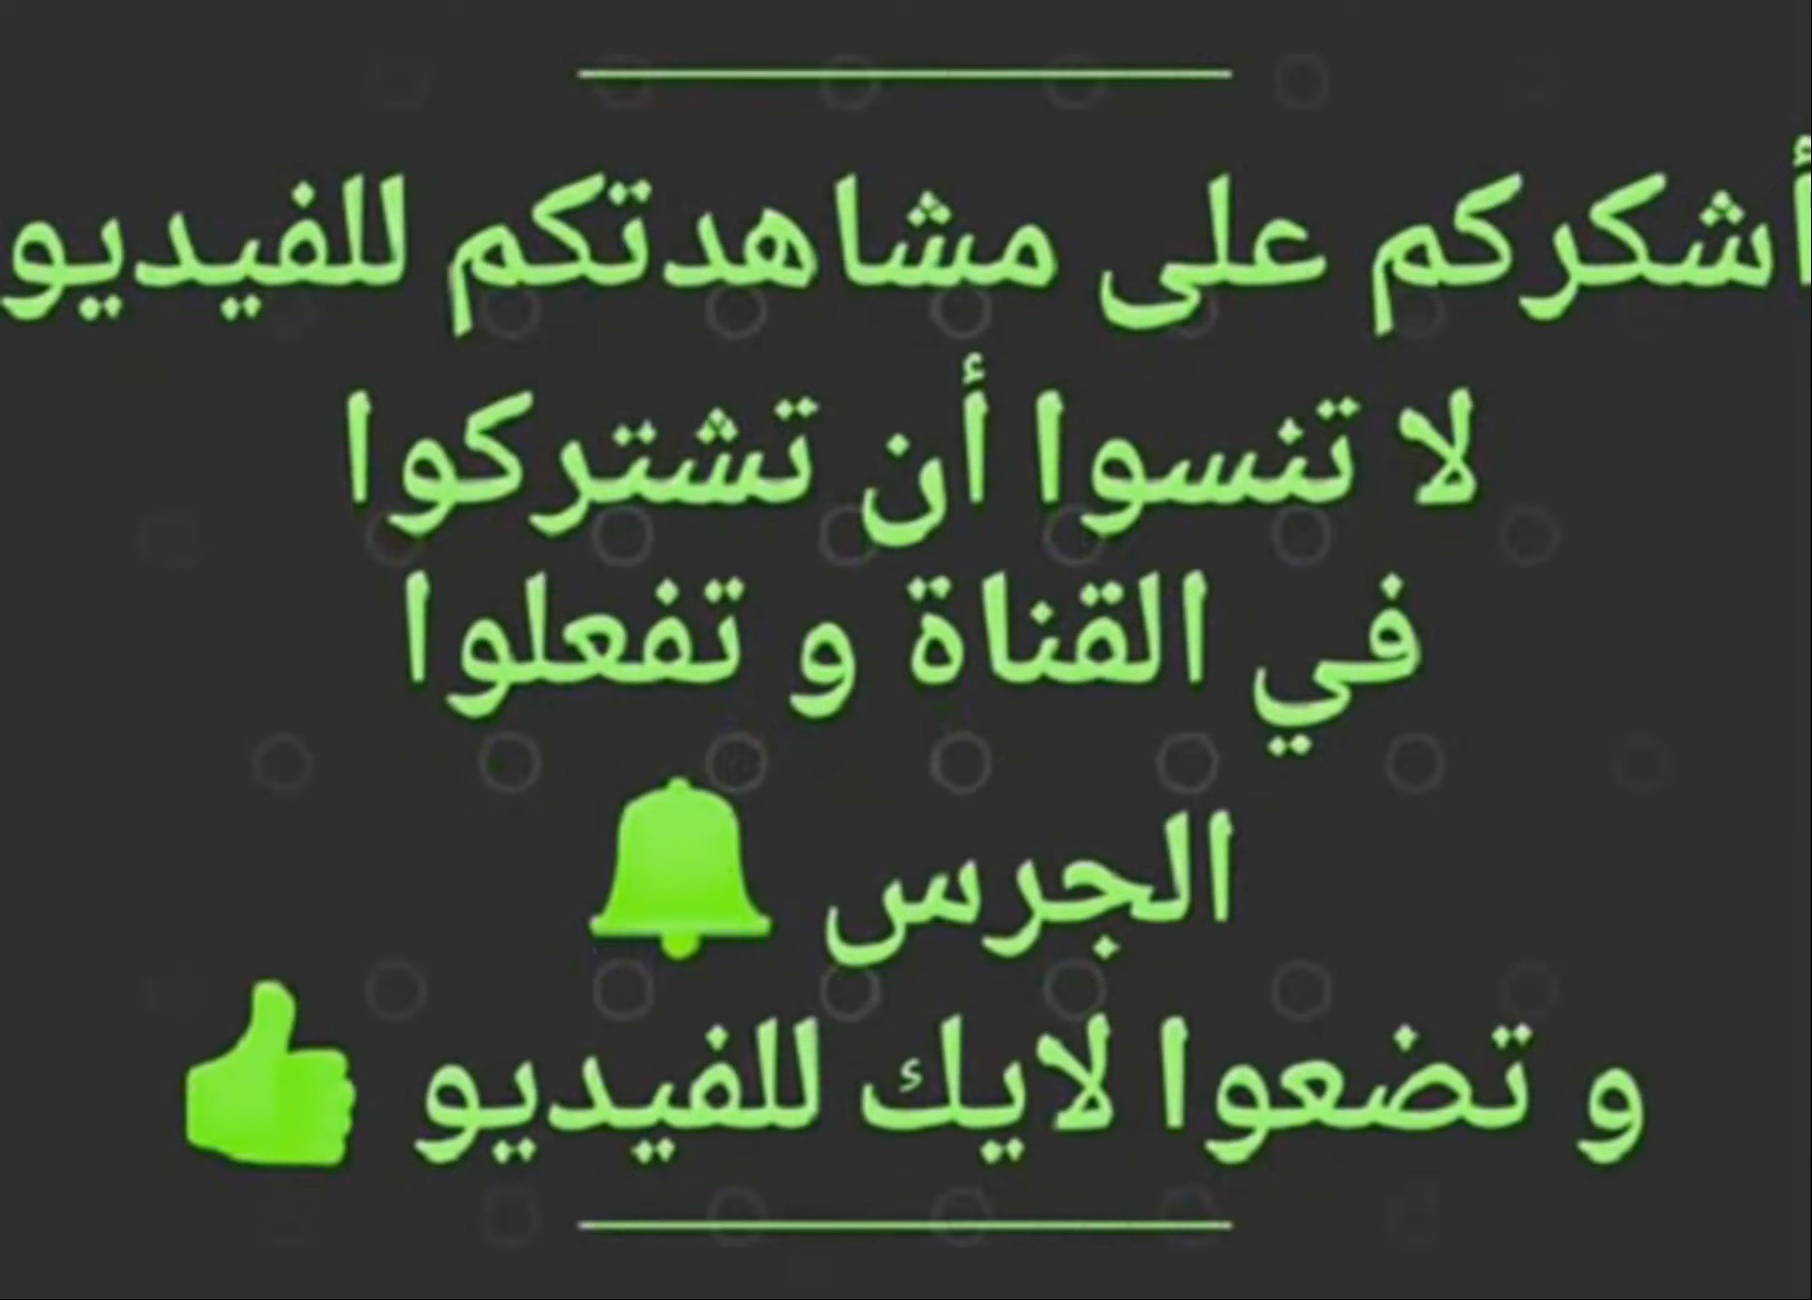 أشكركم على مشاهدتكم للفيديو
لا تنسوا أن تشتركوا
في القناة و تفعلوا
الجرس 🔔
و تضعوا لايك للفيديو 👍